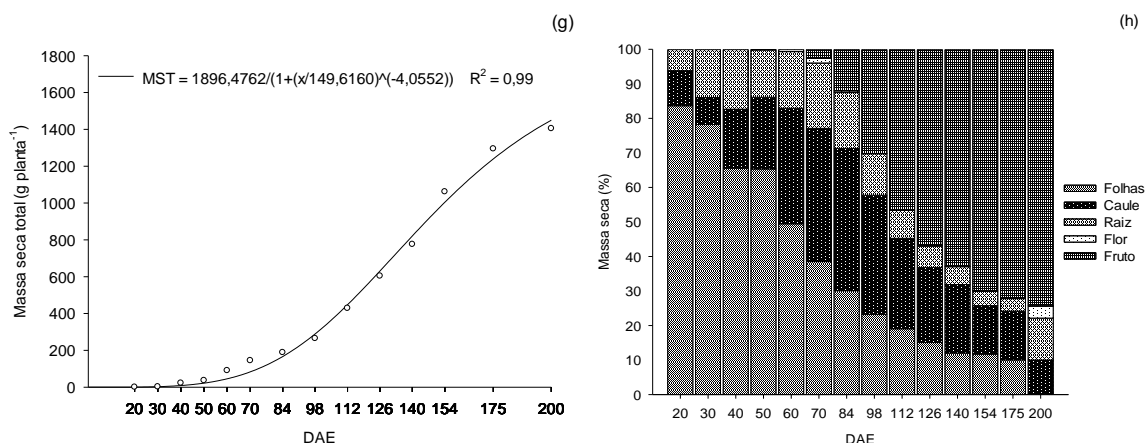 (g)
1800
1600
1400
1200
1000
800
600
400
200
0
Massa seca total (g planta⁻¹)
MST = 1896,4762/(1+(x/149,6160)^(-4,0552)) R² = 0,99
20 30 40 50 60 70 84 98 112 126 140 154 175 200
DAE
(h)
100
90
80
70
60
50
40
30
20
10
0
Massa seca (%)
20 30 40 50 60 70 84 98 112 126 140 154 175 200
DAE
Folhas
Caule
Raiz
Flor
Fruto